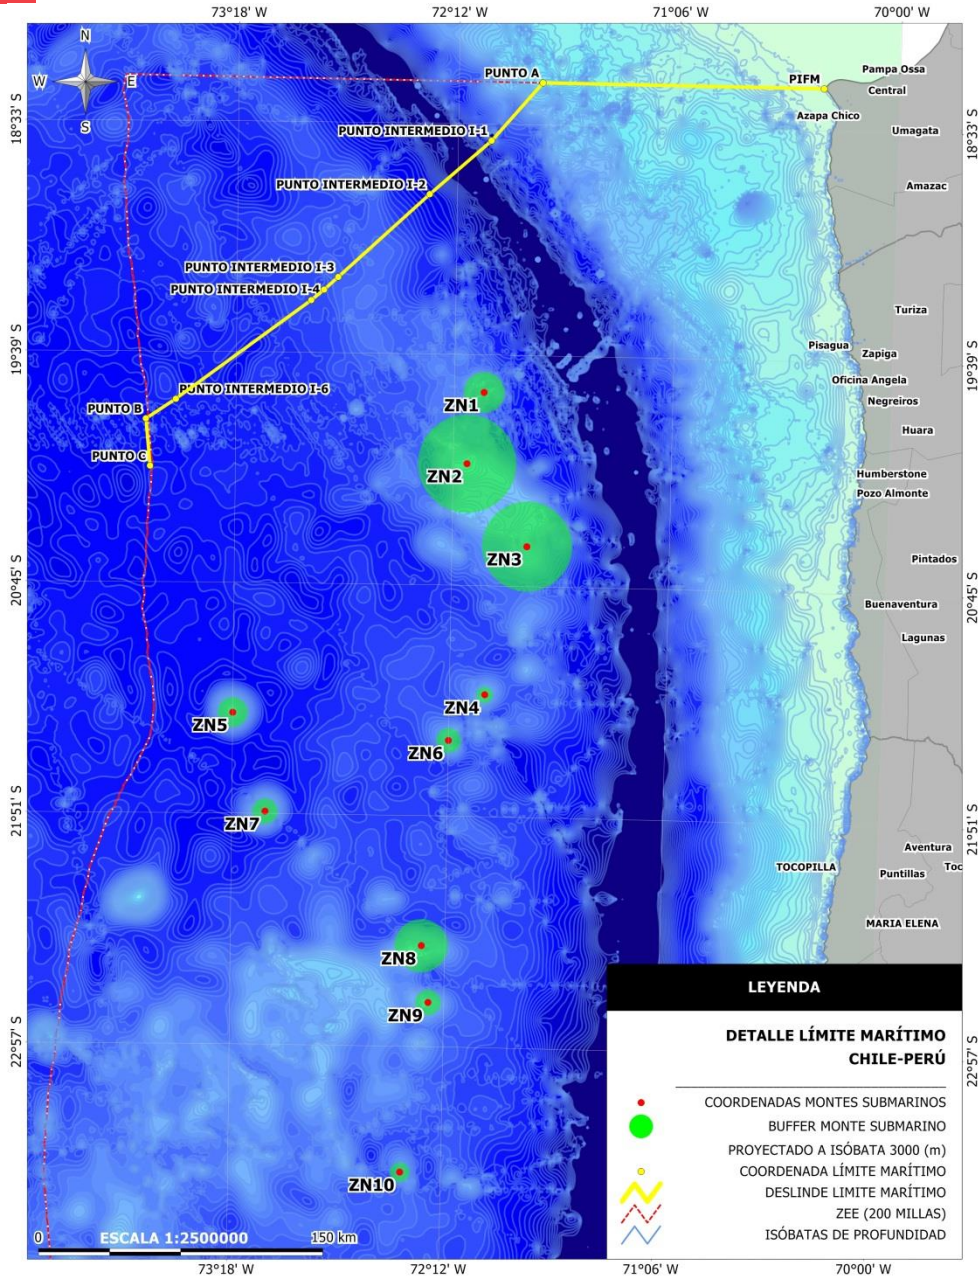 73°18' W 72°12' W 71°06' W 70°00' W
N
W E
S
PUNTO A
PIFM
Pampa Ossa
Central
Azapa Chico
Umagata
18°33' S 18°33' S
PUNTO INTERMEDIO I-1
PUNTO INTERMEDIO I-2
Amazac
PUNTO INTERMEDIO I-3
PUNTO INTERMEDIO I-4
Turiza
Pisagua
Zapiga
19°39' S 19°39' S
Oficina Angela
PUNTO INTERMEDIO I-6
Negreiros
ZN1
PUNTO B
Huara
PUNTO C
ZN2
Humberstone
Pozo Almonte
ZN3
Pintados
20°45' S 20°45' S
Buenaventura
Lagunas
ZN4
ZN5
ZN6
ZN7
21°51' S 21°51' S
Aventura
TOCOPILLA
Puntillas
Toc
MARIA ELENA
ZN8
ZN9
22°57' S 22°57' S
ZN10
LEYENDA
DETALLE LÍMITE MARÍTIMO
CHILE-PERÚ
COORDENADAS MONTES SUBMARINOS
BUFFER MONTE SUBMARINO
PROYECTADO A ISÓBATA 3000 (m)
COORDENADA LÍMITE MARÍTIMO
DESLINDE LIMITE MARÍTIMO
ZEE (200 MILLAS)
ISÓBATAS DE PROFUNDIDAD
0 ESCALA 1:2500000 150 km
73°18' W 72°12' W 71°06' W 70°00' W